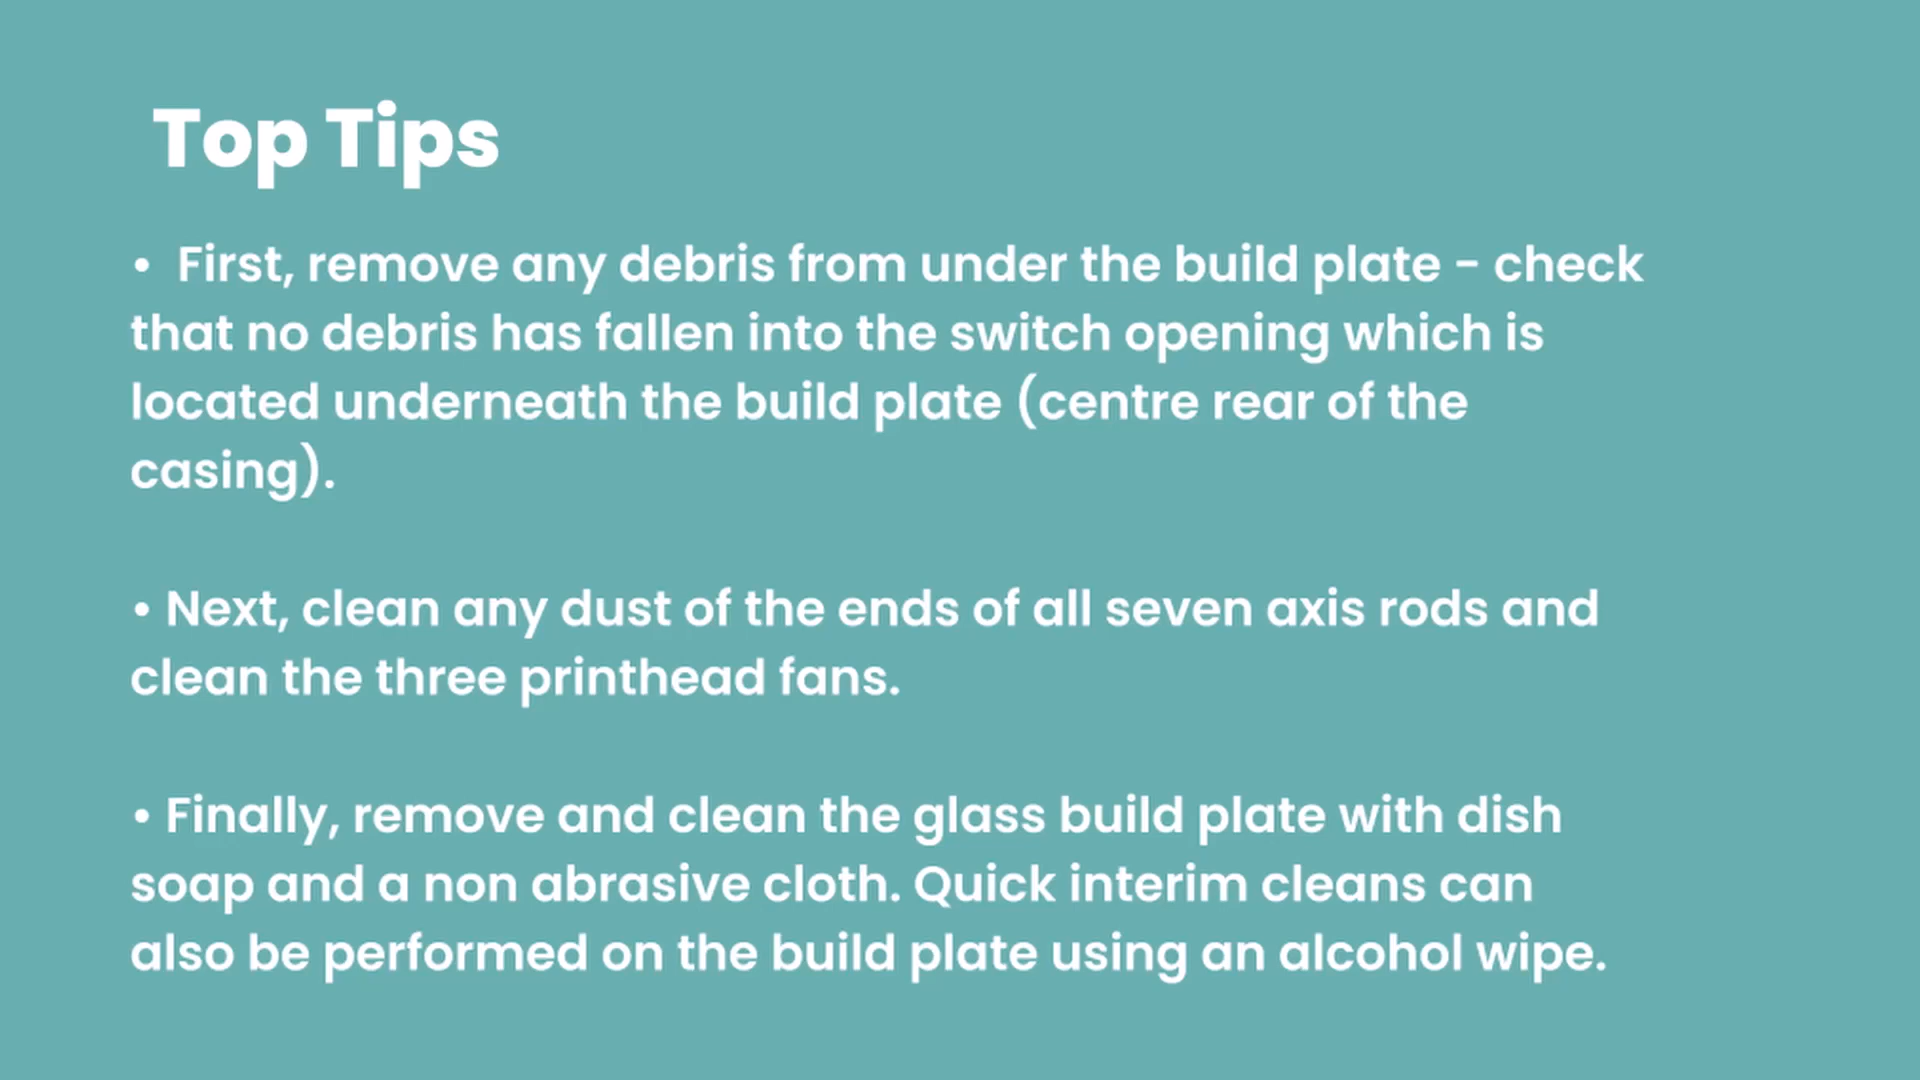 Top Tips
• First, remove any debris from under the build plate - check
that no debris has fallen into the switch opening which is
located underneath the build plate (centre rear of the
casing).
• Next, clean any dust of the ends of all seven axis rods and
clean the three printhead fans.
• Finally, remove and clean the glass build plate with dish
soap and a non abrasive cloth. Quick interim cleans can
also be performed on the build plate using an alcohol wipe.